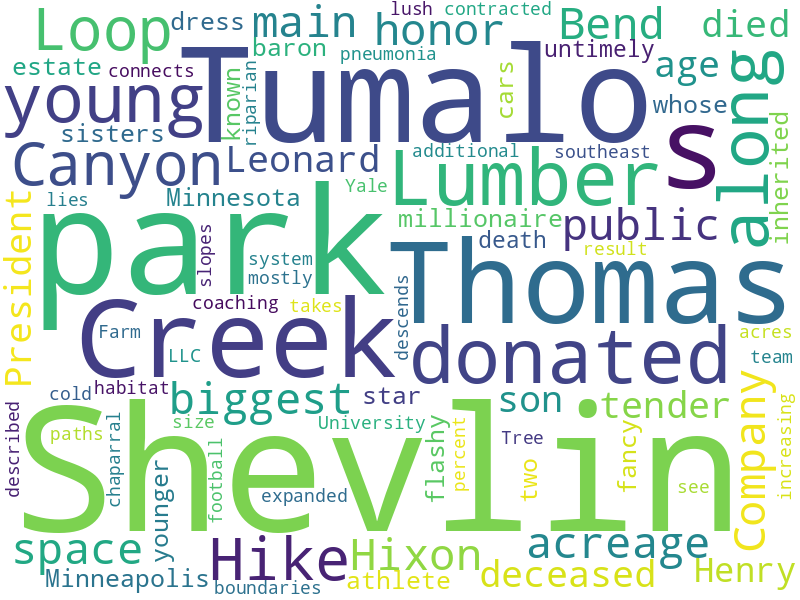 lush
contracted
Loop
dress
main
honor
Bend
died
baron
pneumonia
untimely
estate
connects
Tumalo
age
young
known
riparian
cars
whose
along
sisters
s
Canyon
Leonard
additional
southeast
inherited
lies
Minnesota
Yale
Lumber
President
park
slopes
millionaire
public
death
result
system
mostly
Thomas
descends
coaching
takes
Creek
Farm
LLC
donated
acres
team
cold
habitat
biggest
star
son
tender
Company
described
paths
chaparral
size
University
flashy
percent
Tree
two
fancy
increasing
Shevlin
football
younger
expanded
see
space
Hike
Hixon
acreage
Minneapolis
boundaries
athlete
deceased
Henry